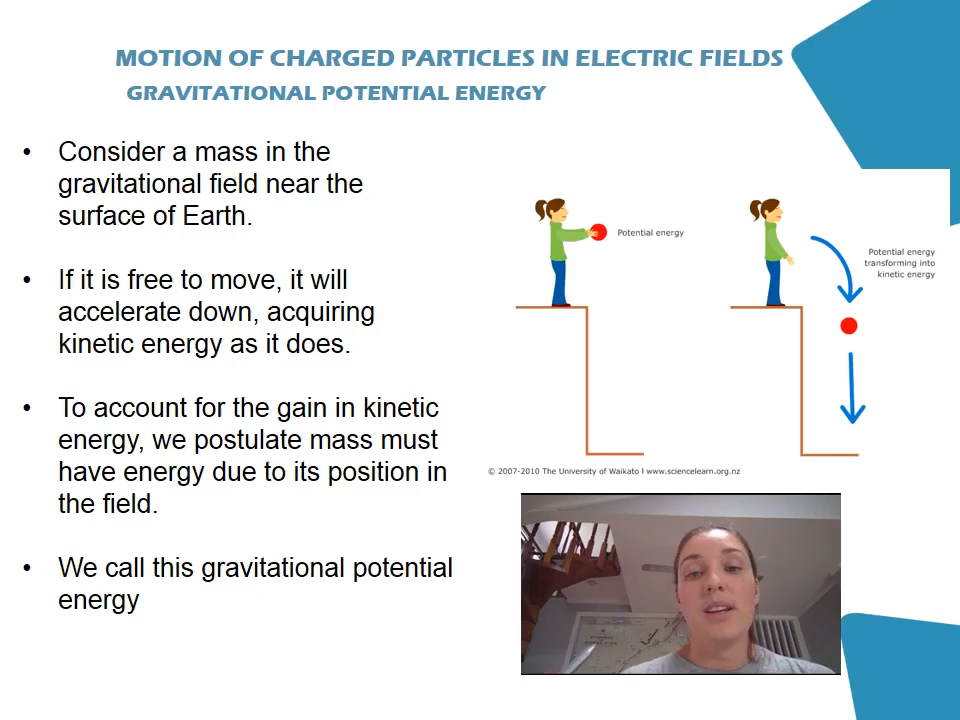 MOTION OF CHARGED PARTICLES IN ELECTRIC FIELDS
GRAVITATIONAL POTENTIAL ENERGY
• Consider a mass in the
gravitational field near the
surface of Earth.
• If it is free to move, it will
accelerate down, acquiring
kinetic energy as it does.
• To account for the gain in kinetic
energy, we postulate mass must
have energy due to its position in
the field.
• We call this gravitational potential
energy
Potential energy
Potential energy
transforming into
kinetic energy
© 2007-2010 The University of Waikato I www.sciencelearn.org.nz